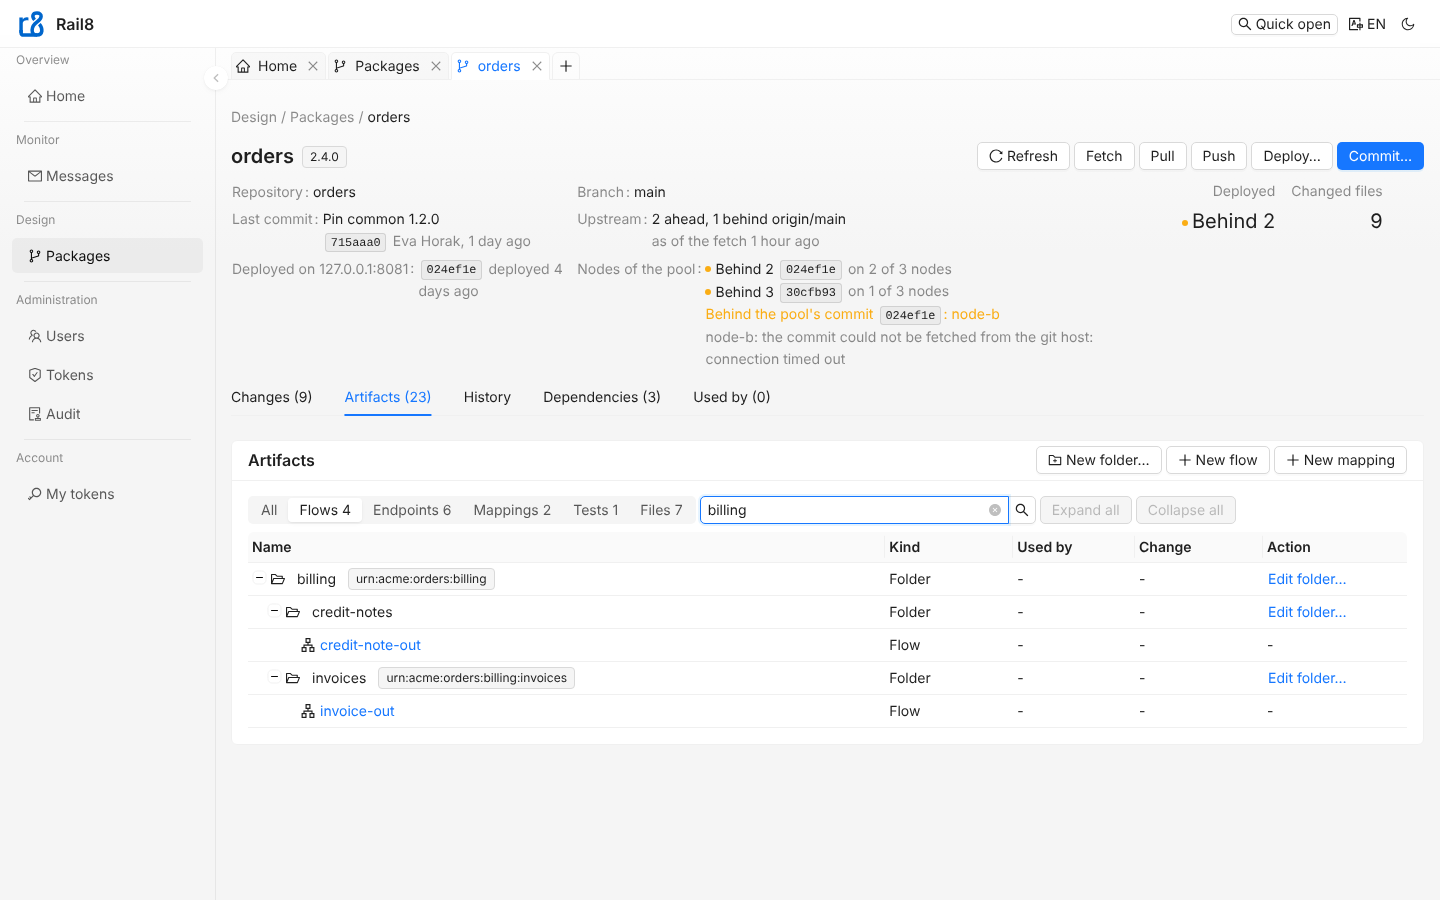 Rail8
Quick open
EN
Overview
Home
Monitor
Messages
Design
Packages
Administration
Users
Tokens
Audit
Account
My tokens
Home
Packages
orders
Design / Packages / orders
orders 2.4.0
Refresh
Fetch
Pull
Push
Deploy...
Commit...
Repository: orders
Branch: main
Deployed
Changed files
Last commit: Pin common 1.2.0
715aaa0 Eva Horak, 1 day ago
Upstream: 2 ahead, 1 behind origin/main
as of the fetch 1 hour ago
Behind 2
9
Deployed on 127.0.0.1:8081: 024ef1e deployed 4
days ago
Nodes of the pool: Behind 2 024ef1e on 2 of 3 nodes
Behind 3 30cfb93 on 1 of 3 nodes
Behind the pool's commit 024ef1e : node-b
node-b: the commit could not be fetched from the git host:
connection timed out
Changes (9)
Artifacts (23)
History
Dependencies (3)
Used by (0)
Artifacts
New folder...
New flow
New mapping
All
Flows 4
Endpoints 6
Mappings 2
Tests 1
Files 7
billing
Expand all
Collapse all
Name Kind Used by Change Action
billing urn:acme:orders:billing Folder - - Edit folder...
credit-notes Folder - - Edit folder...
credit-note-out Flow - - -
invoices urn:acme:orders:billing:invoices Folder - - Edit folder...
invoice-out Flow - - -